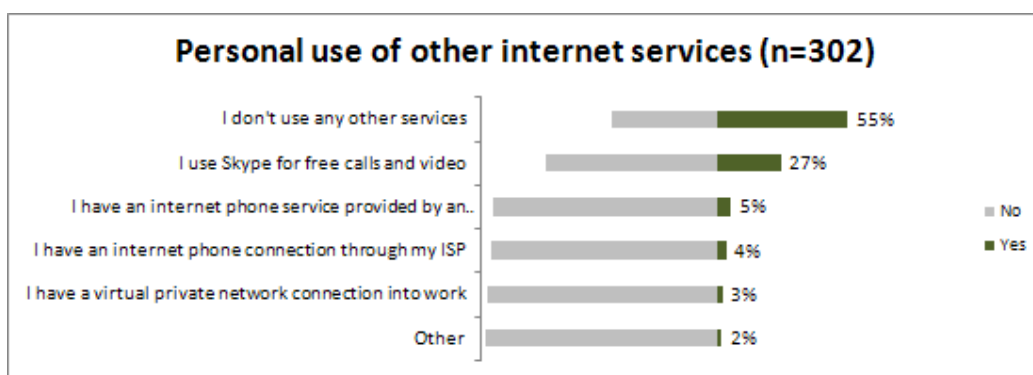 Personal use of other internet services (n=302)
I don't use any other services
55%
I use Skype for free calls and video
27%
I have an internet phone service provided by an..
5%
I have an internet phone connection through my ISP
4%
I have a virtual private network connection into work
3%
Other
2%
No
Yes